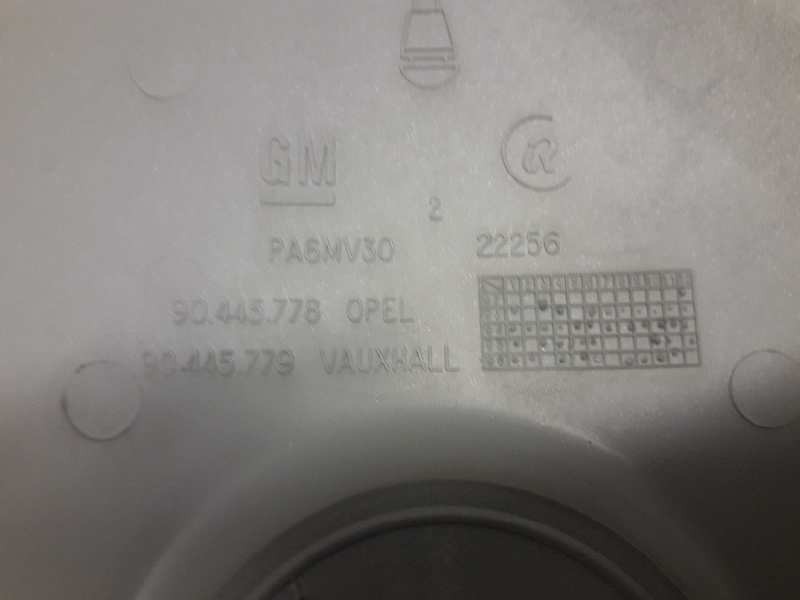 GM
R
2
PA6MV30 22256
90.445.778 OPEL
90.445.779 VAUXHALL